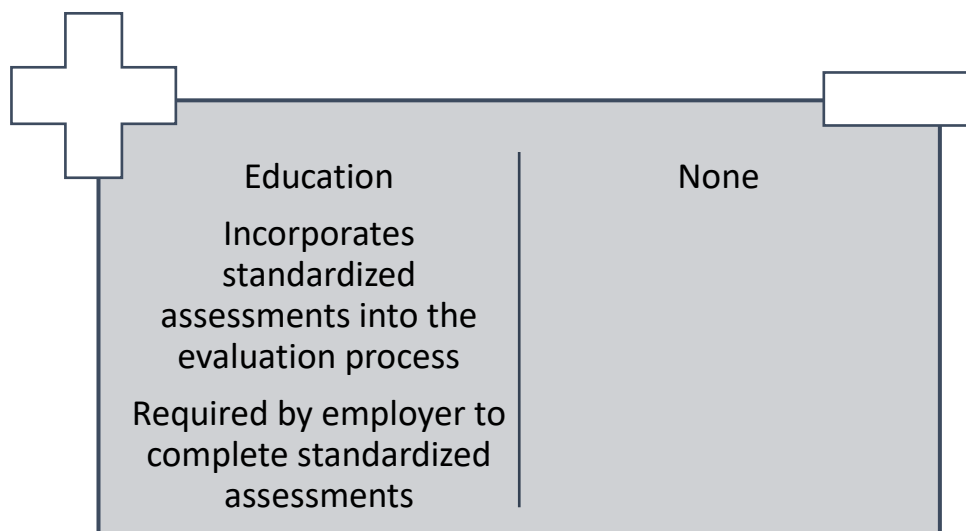 Education
Incorporates
standardized
assessments into the
evaluation process
Required by employer to
complete standardized
assessments
None